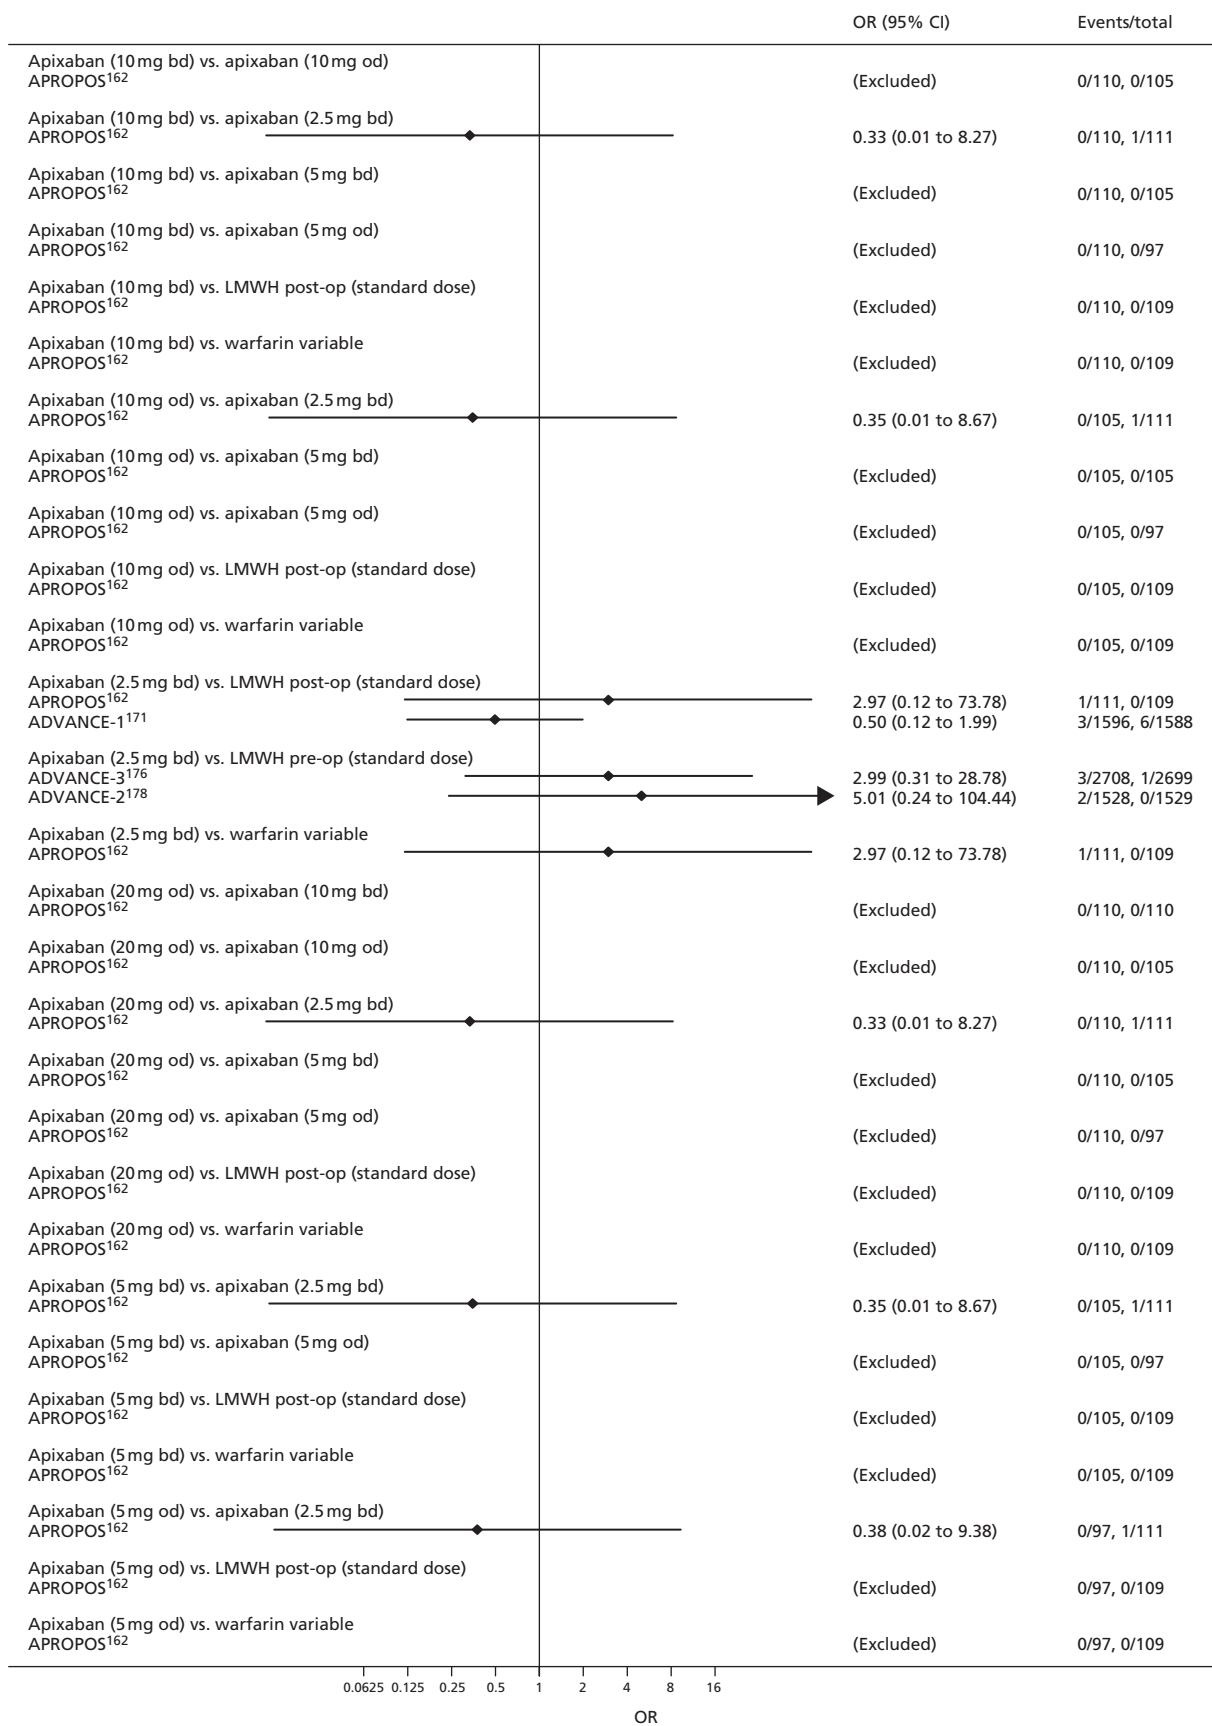 OR (95% CI) Events/total
Apixaban (10 mg bd) vs. apixaban (10 mg od)
APROPOS162 (Excluded) 0/110, 0/105
Apixaban (10 mg bd) vs. apixaban (2.5 mg bd)
APROPOS162 0.33 (0.01 to 8.27) 0/110, 1/111
Apixaban (10 mg bd) vs. apixaban (5 mg bd)
APROPOS162 (Excluded) 0/110, 0/105
Apixaban (10 mg bd) vs. apixaban (5 mg od)
APROPOS162 (Excluded) 0/110, 0/97
Apixaban (10 mg bd) vs. LMWH post-op (standard dose)
APROPOS162 (Excluded) 0/110, 0/109
Apixaban (10 mg bd) vs. warfarin variable
APROPOS162 (Excluded) 0/110, 0/109
Apixaban (10 mg od) vs. apixaban (2.5 mg bd)
APROPOS162 0.35 (0.01 to 8.67) 0/105, 1/111
Apixaban (10 mg od) vs. apixaban (5 mg bd)
APROPOS162 (Excluded) 0/105, 0/105
Apixaban (10 mg od) vs. apixaban (5 mg od)
APROPOS162 (Excluded) 0/105, 0/97
Apixaban (10 mg od) vs. LMWH post-op (standard dose)
APROPOS162 (Excluded) 0/105, 0/109
Apixaban (10 mg od) vs. warfarin variable
APROPOS162 (Excluded) 0/105, 0/109
Apixaban (2.5 mg bd) vs. LMWH post-op (standard dose)
APROPOS162 2.97 (0.12 to 73.78) 1/111, 0/109
ADVANCE-1171 0.50 (0.12 to 1.99) 3/1596, 6/1588
Apixaban (2.5 mg bd) vs. LMWH pre-op (standard dose)
ADVANCE-3176 2.99 (0.31 to 28.78) 3/2708, 1/2699
ADVANCE-2178 5.01 (0.24 to 104.44) 2/1528, 0/1529
Apixaban (2.5 mg bd) vs. warfarin variable
APROPOS162 2.97 (0.12 to 73.78) 1/111, 0/109
Apixaban (20 mg od) vs. apixaban (10 mg bd)
APROPOS162 (Excluded) 0/110, 0/110
Apixaban (20 mg od) vs. apixaban (10 mg od)
APROPOS162 (Excluded) 0/110, 0/105
Apixaban (20 mg od) vs. apixaban (2.5 mg bd)
APROPOS162 0.33 (0.01 to 8.27) 0/110, 1/111
Apixaban (20 mg od) vs. apixaban (5 mg bd)
APROPOS162 (Excluded) 0/110, 0/105
Apixaban (20 mg od) vs. apixaban (5 mg od)
APROPOS162 (Excluded) 0/110, 0/97
Apixaban (20 mg od) vs. LMWH post-op (standard dose)
APROPOS162 (Excluded) 0/110, 0/109
Apixaban (20 mg od) vs. warfarin variable
APROPOS162 (Excluded) 0/110, 0/109
Apixaban (5 mg bd) vs. apixaban (2.5 mg bd)
APROPOS162 0.35 (0.01 to 8.67) 0/105, 1/111
Apixaban (5 mg bd) vs. apixaban (5 mg od)
APROPOS162 (Excluded) 0/105, 0/97
Apixaban (5 mg bd) vs. LMWH post-op (standard dose)
APROPOS162 (Excluded) 0/105, 0/109
Apixaban (5 mg bd) vs. warfarin variable
APROPOS162 (Excluded) 0/105, 0/109
Apixaban (5 mg od) vs. apixaban (2.5 mg bd)
APROPOS162 0.38 (0.02 to 9.38) 0/97, 1/111
Apixaban (5 mg od) vs. LMWH post-op (standard dose)
APROPOS162 (Excluded) 0/97, 0/109
Apixaban (5 mg od) vs. warfarin variable
APROPOS162 (Excluded) 0/97, 0/109
0.0625 0.125 0.25 0.5 1 2 4 8 16
OR